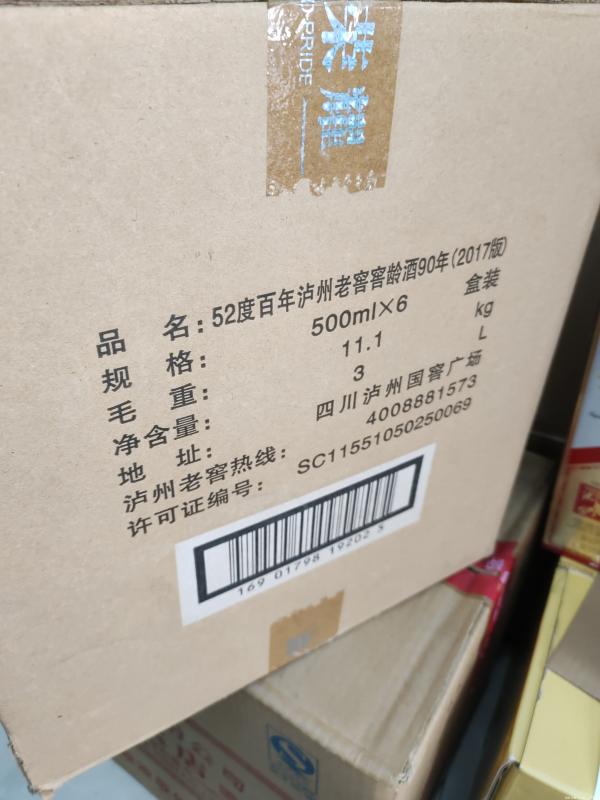 荣耀
PRIDE
品 名：52度百年泸州老窖窖龄酒90年(2017版)
规 格： 500ml×6 盒装
毛 重： 11.1 kg
净含量： 3 L
地 址： 四川泸州国窖广场
泸州老窖热线： 4008881573
许可证编号： SC11551050250069
169 01798 19202 5